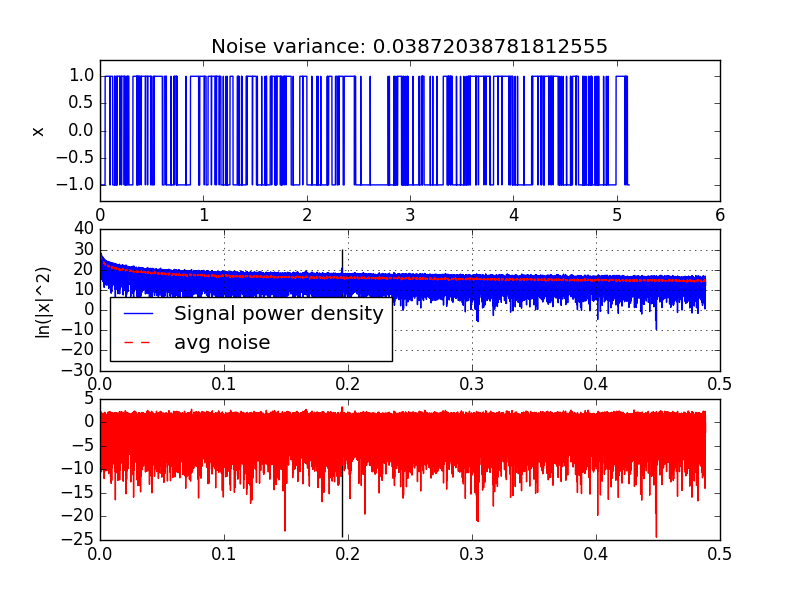 Noise variance: 0.03872038781812555
x
1.0
0.5
0.0
−0.5
−1.0
0 1 2 3 4 5 6
ln(|x|^2)
40
30
20
10
0
−10
−20
−30
Signal power density
avg noise
0.0 0.1 0.2 0.3 0.4 0.5
5
0
−5
−10
−15
−20
−25
0.0 0.1 0.2 0.3 0.4 0.5